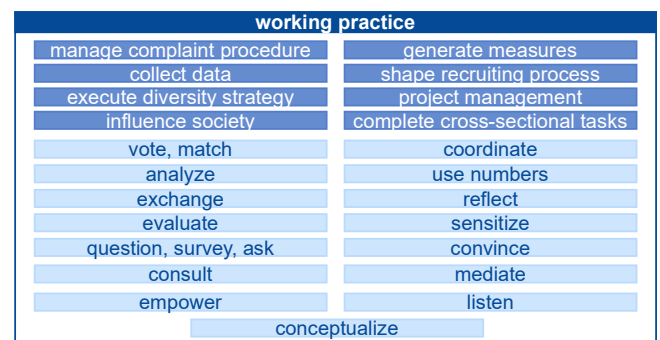 working practice
manage complaint procedure
generate measures
collect data
shape recruiting process
execute diversity strategy
project management
influence society
complete cross-sectional tasks
vote, match
coordinate
analyze
use numbers
exchange
reflect
evaluate
sensitize
question, survey, ask
convince
consult
mediate
empower
listen
conceptualize